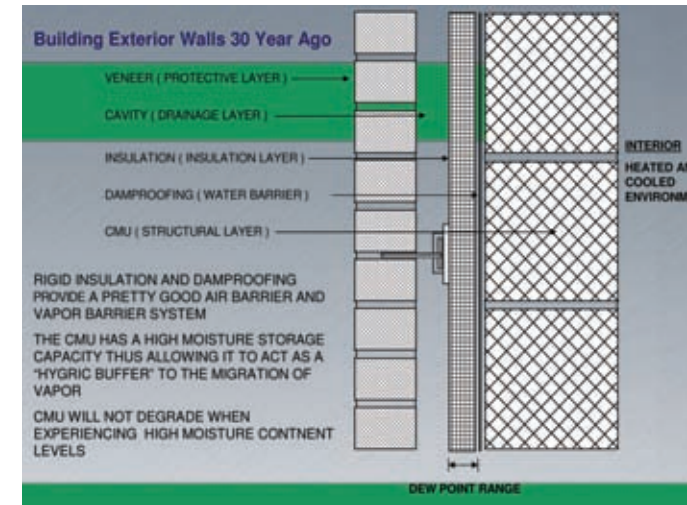 Building Exterior Walls 30 Year Ago
VENEER ( PROTECTIVE LAYER )
CAVITY ( DRAINAGE LAYER )
INSULATION ( INSULATION LAYER )
DAMPROOFING ( WATER BARRIER )
CMU ( STRUCTURAL LAYER )
INTERIOR
HEATED
COOLED
RIGID INSULATION AND DAMPROOFING
PROVIDE A PRETTY GOOD AIR BARRIER AND
VAPOR BARRIER SYSTEM
THE CMU HAS A HIGH MOISTURE STORAGE
CAPACITY THUS ALLOWING IT TO ACT AS A
"HYGRIC BUFFER" TO THE MIGRATION OF
VAPOR
CMU WILL NOT DEGRADE WHEN
EXPERIENCING HIGH MOISTURE CONTNENT
LEVELS
DEW POINT RANGE